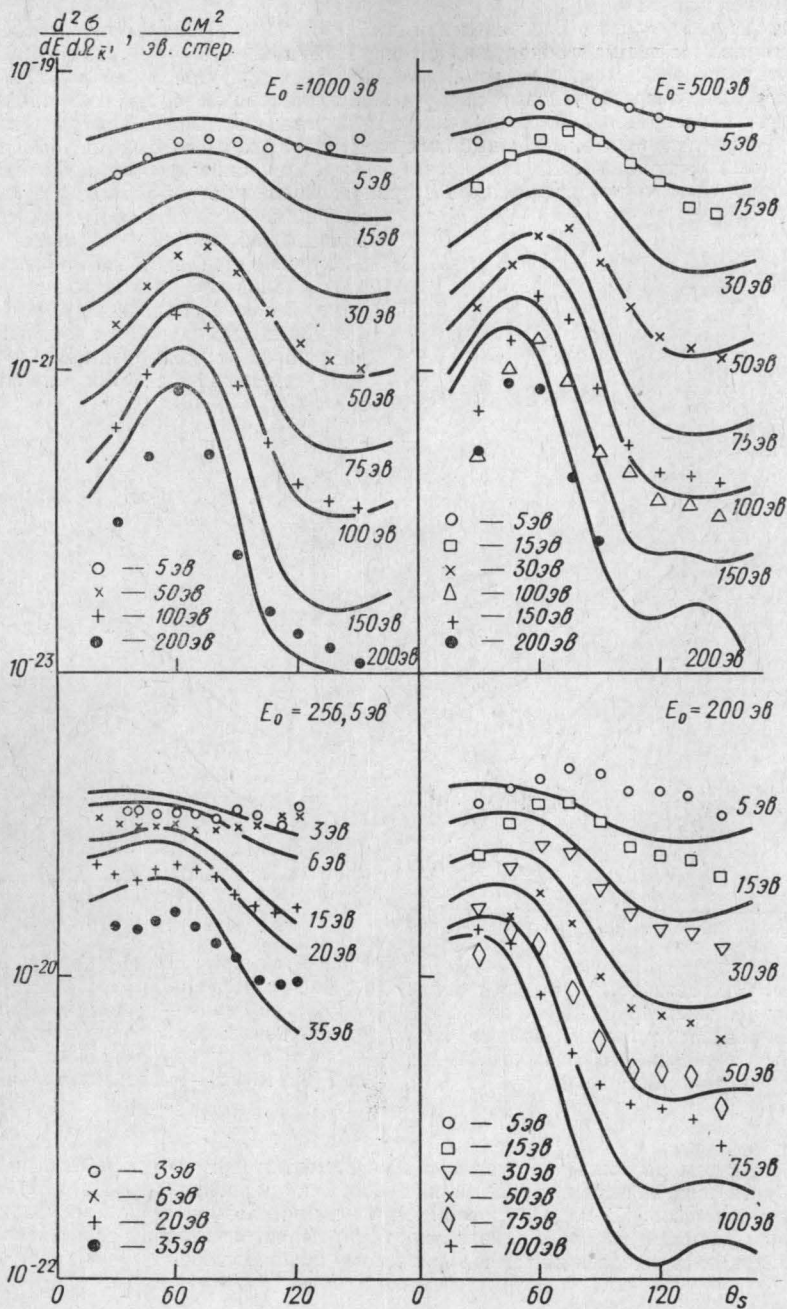 d²σ / dE dΩk̄' , см² / эв. стер.
10⁻¹⁹
E₀ = 1000 эв
5 эв
15 эв
30 эв
50 эв
75 эв
100 эв
150 эв
200 эв
○ — 5 эв
× — 50 эв
+ — 100 эв
● — 200 эв
10⁻²¹
10⁻²³
E₀ = 500 эв
5 эв
15 эв
30 эв
50 эв
75 эв
100 эв
150 эв
200 эв
○ — 5 эв
□ — 15 эв
× — 30 эв
△ — 100 эв
+ — 150 эв
● — 200 эв
E₀ = 256,5 эв
3 эв
6 эв
15 эв
20 эв
35 эв
10⁻²⁰
○ — 3 эв
× — 6 эв
+ — 20 эв
● — 35 эв
10⁻²²
0 60 120
E₀ = 200 эв
5 эв
15 эв
30 эв
50 эв
75 эв
100 эв
○ — 5 эв
□ — 15 эв
▽ — 30 эв
× — 50 эв
◊ — 75 эв
+ — 100 эв
0 60 120 θs